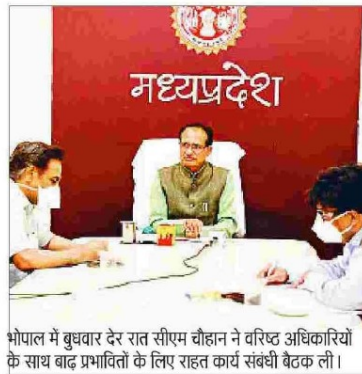 मध्यप्रदेश
भोपाल में बुधवार देर रात सीएम चौहान ने वरिष्ठ अधिकारियों
के साथ बाढ़ प्रभावितों के लिए राहत कार्य संबंधी बैठक ली।